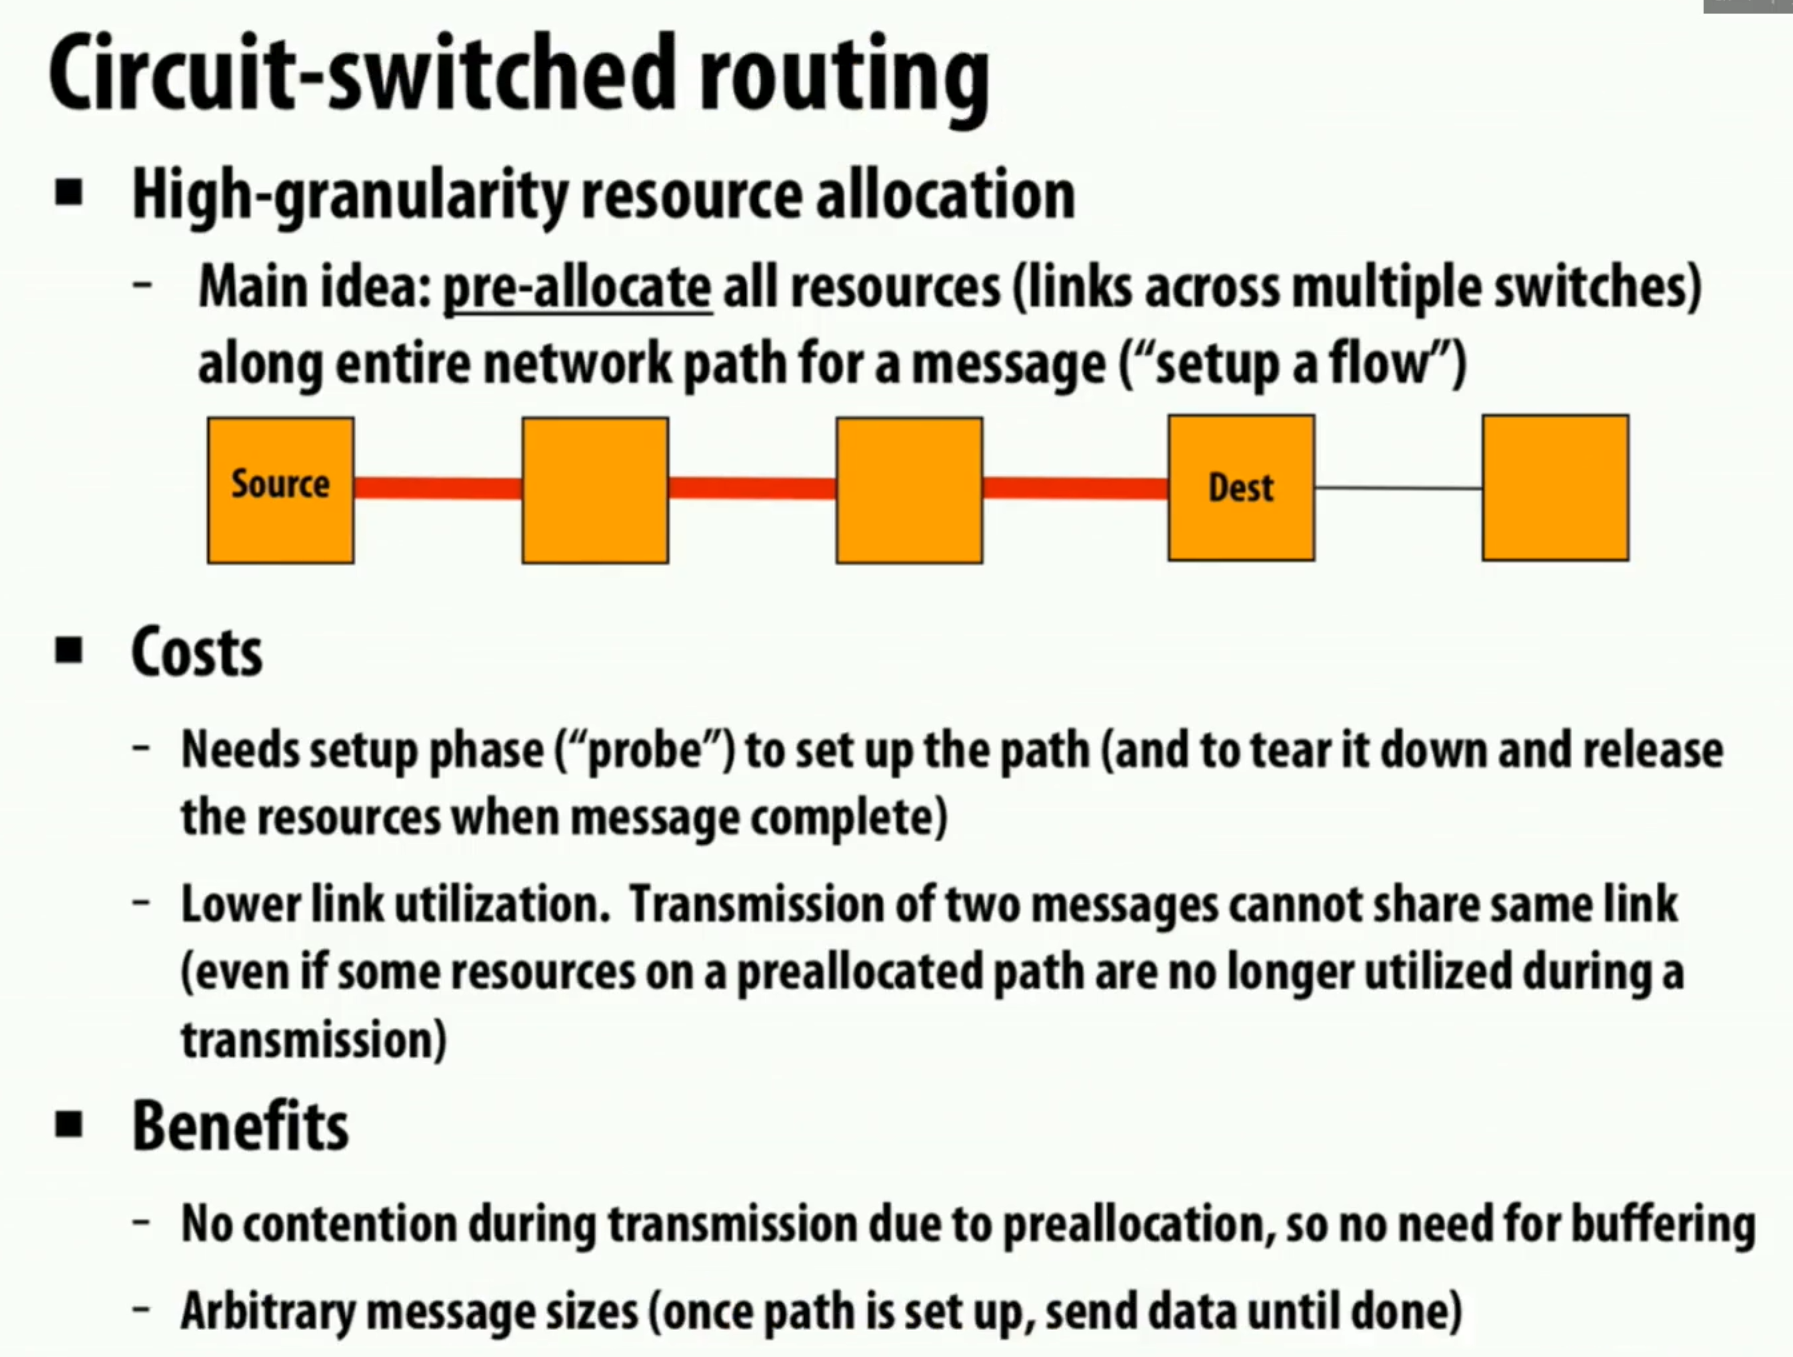 Circuit-switched routing
■ High-granularity resource allocation
- Main idea: pre-allocate all resources (links across multiple switches)
along entire network path for a message (“setup a flow”)
Source
Dest
■ Costs
- Needs setup phase (“probe”) to set up the path (and to tear it down and release
the resources when message complete)
- Lower link utilization.  Transmission of two messages cannot share same link
(even if some resources on a preallocated path are no longer utilized during a
transmission)
■ Benefits
- No contention during transmission due to preallocation, so no need for buffering
- Arbitrary message sizes (once path is set up, send data until done)